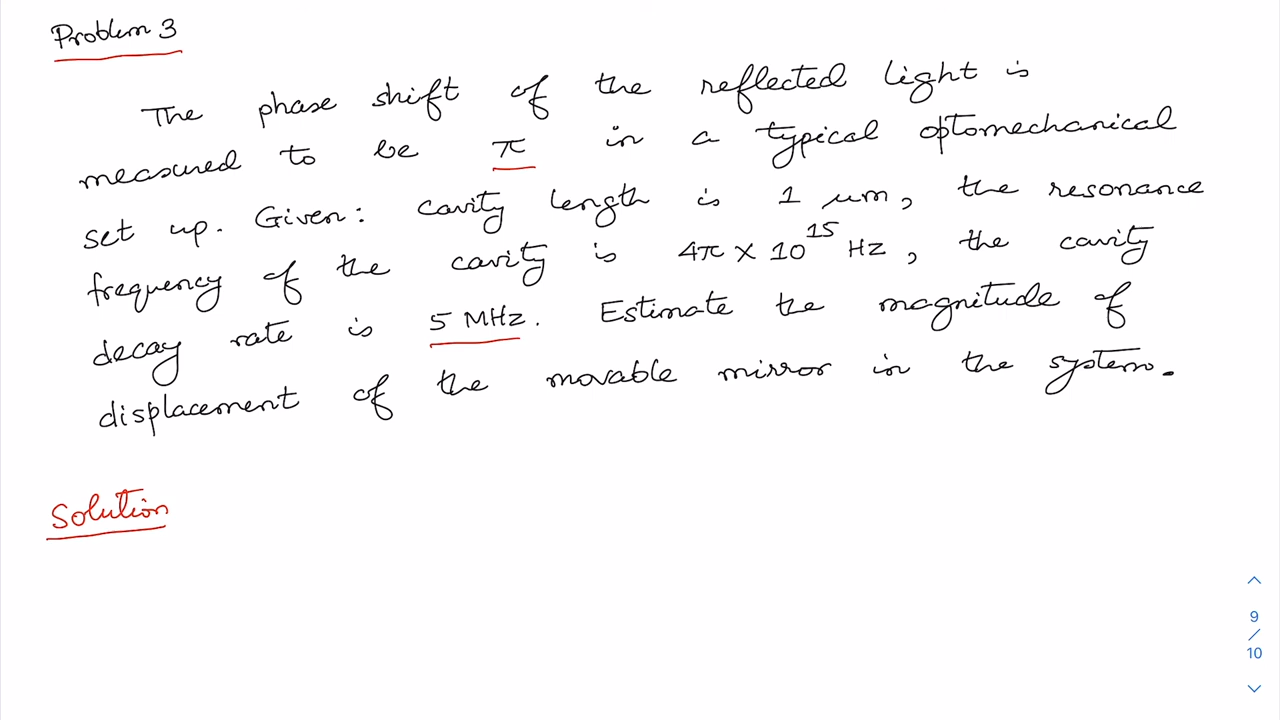 Problem 3
The phase shift of the reflected light is
measured to be π in a typical optomechanical
set up. Given: cavity length is 1 μm, the resonance
frequency of the cavity is 4π × 10¹⁵ Hz, the cavity
decay rate is 5 MHz. Estimate the magnitude of
displacement of the movable mirror in the system.
Solution
9
/
10